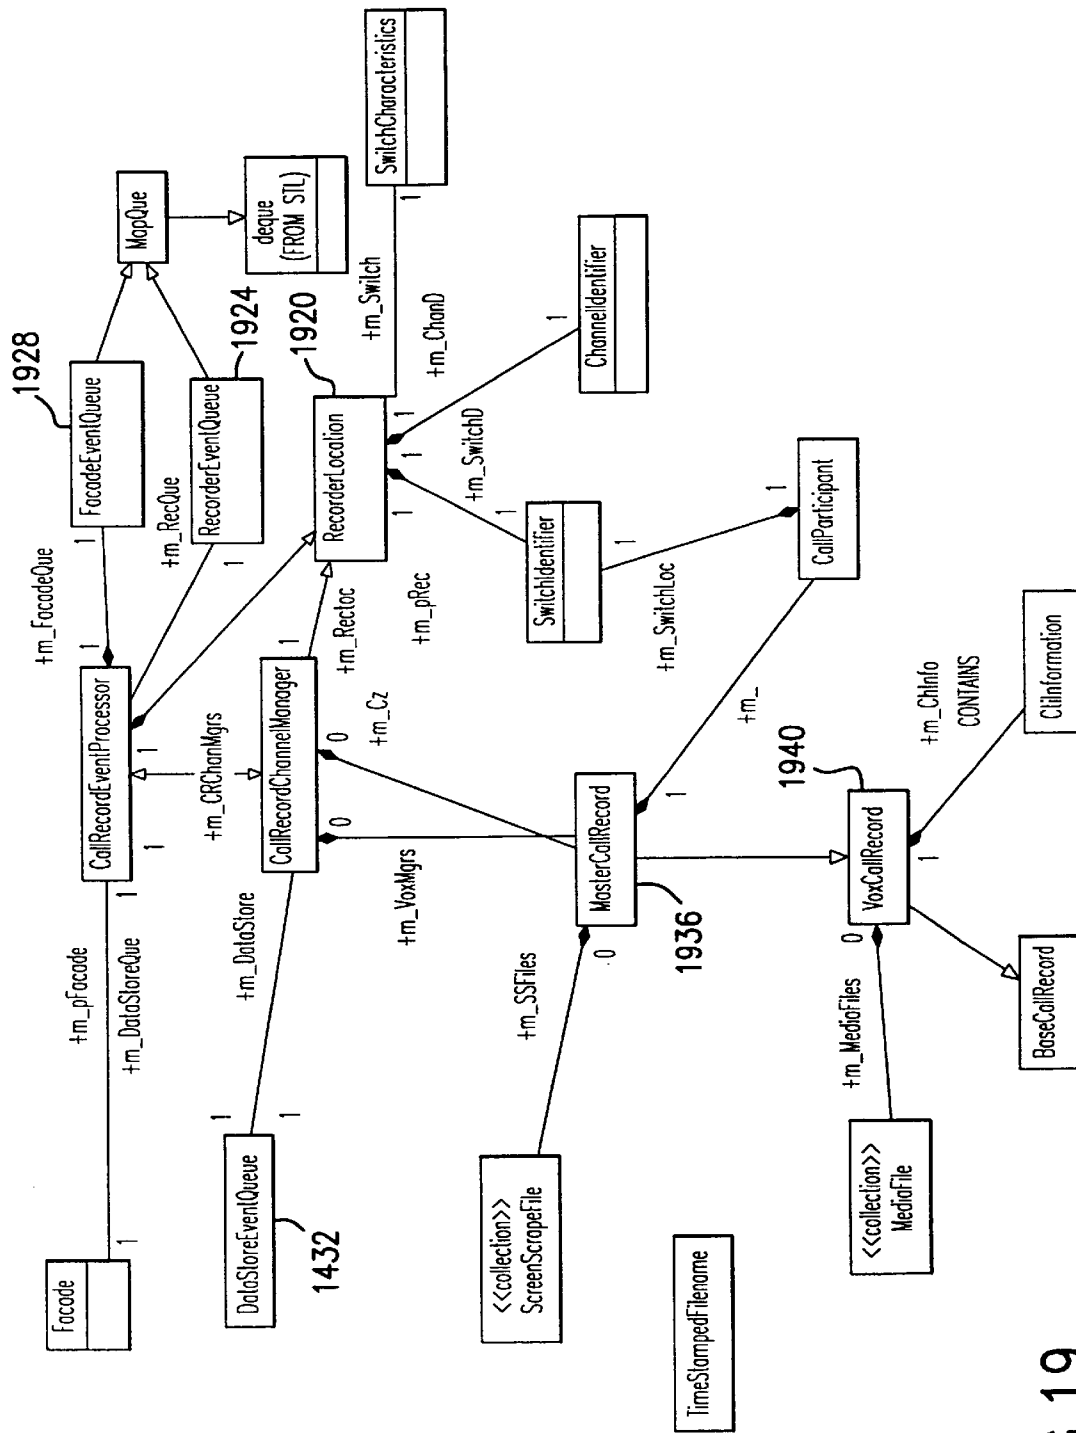 Facade
1
+m_pFacade
+m_DataStoreQue
1
1
CallRecordEventProcessor
1
1
+m_FacadeQue
1
FacadeEventQueue
1928
+m_RecQue
1
RecorderEventQueue
1924
MapQue
deque
(FROM STL)
+m_CRChanMgrs
DataStoreEventQueue
1432
1
1
+m_DataStore
CallRecordChannelManager
0
0
1
+m_Recloc
+m_Cz
+m_VoxMgrs
RecorderLocation
1920
1
1
1
+m_pRec
+m_Switch
1
SwitchCharacteristics
+m_ChanD
1
ChannelIdentifier
+m_SwitchD
1
SwitchIdentifier
1
+m_SwitchLoc
1
CallParticipant
+m_
<<collection>>
ScreenScrapeFile
+m_SSFiles
0
MasterCallRecord
1
1936
TimeStampedFilename
<<collection>>
MediaFile
+m_MediaFiles
0
VoxCallRecord
1
1940
+m_ChInfo
CONTAINS
CtiInformation
BaseCallRecord
19